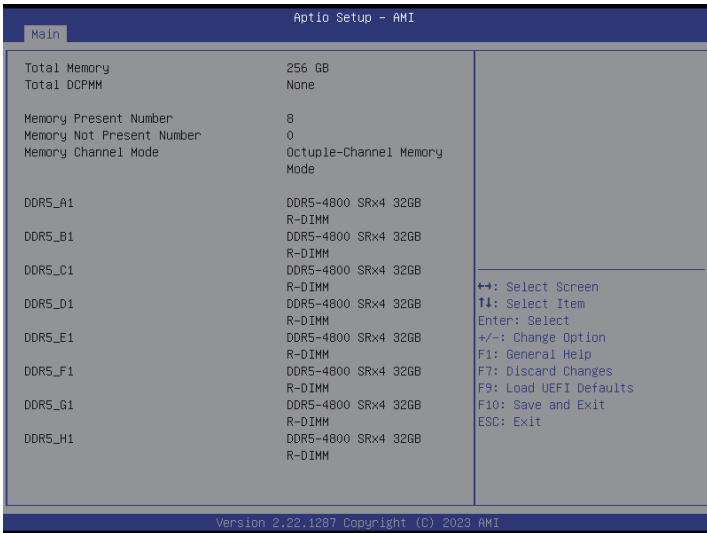 Aptio Setup – AMI
Main
Total Memory 256 GB
Total DCPMM None
Memory Present Number 8
Memory Not Present Number 0
Memory Channel Mode Octuple-Channel Memory
Mode
DDR5_A1 DDR5-4800 SRx4 32GB
R-DIMM
DDR5_B1 DDR5-4800 SRx4 32GB
R-DIMM
DDR5_C1 DDR5-4800 SRx4 32GB
R-DIMM
DDR5_D1 DDR5-4800 SRx4 32GB
R-DIMM
DDR5_E1 DDR5-4800 SRx4 32GB
R-DIMM
DDR5_F1 DDR5-4800 SRx4 32GB
R-DIMM
DDR5_G1 DDR5-4800 SRx4 32GB
R-DIMM
DDR5_H1 DDR5-4800 SRx4 32GB
R-DIMM
↔: Select Screen
↑↓: Select Item
Enter: Select
+/-: Change Option
F1: General Help
F7: Discard Changes
F9: Load UEFI Defaults
F10: Save and Exit
ESC: Exit
Version 2.22.1287 Copyright (C) 2023 AMI